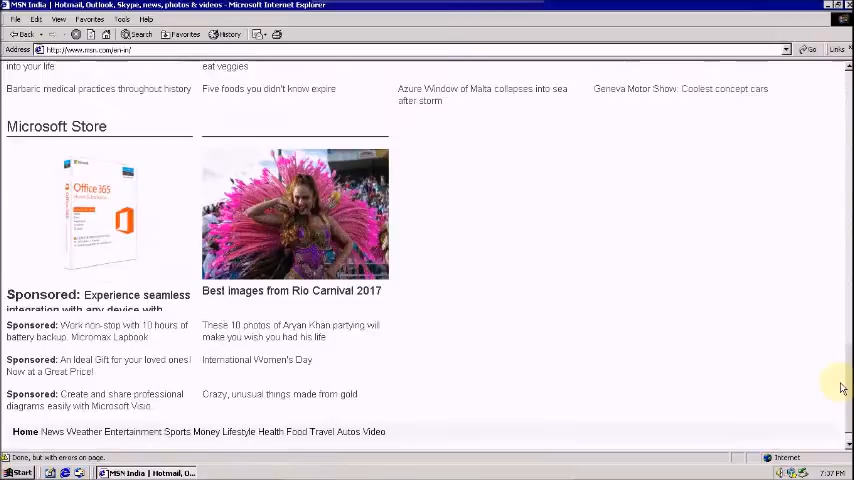 MSN India | Hotmail, Outlook, Skype, news, photos & videos - Microsoft Internet Explorer
File Edit View Favorites Tools Help
Back Search Favorites History
Address http://www.msn.com/en-in/ Go Links
into your life eat veggies
Barbaric medical practices throughout history Five foods you didn't know expire Azure Window of Malta collapses into sea Geneva Motor Show: Coolest concept cars
after storm
Microsoft Store
Office 365
Sponsored: Experience seamless
integration with any device with
Best images from Rio Carnival 2017
Sponsored: Work non-stop with 10 hours of
battery backup. Micromax Lapbook
These 10 photos of Aryan Khan partying will
make you wish you had his life
Sponsored: An Ideal Gift for your loved ones!
Now at a Great Price!
International Women's Day
Sponsored: Create and share professional
diagrams easily with Microsoft Visio.
Crazy, unusual things made from gold
Home News Weather Entertainment Sports Money Lifestyle Health Food Travel Autos Video
Done, but with errors on page. Internet
Start MSN India | Hotmail, O... 7:37 PM